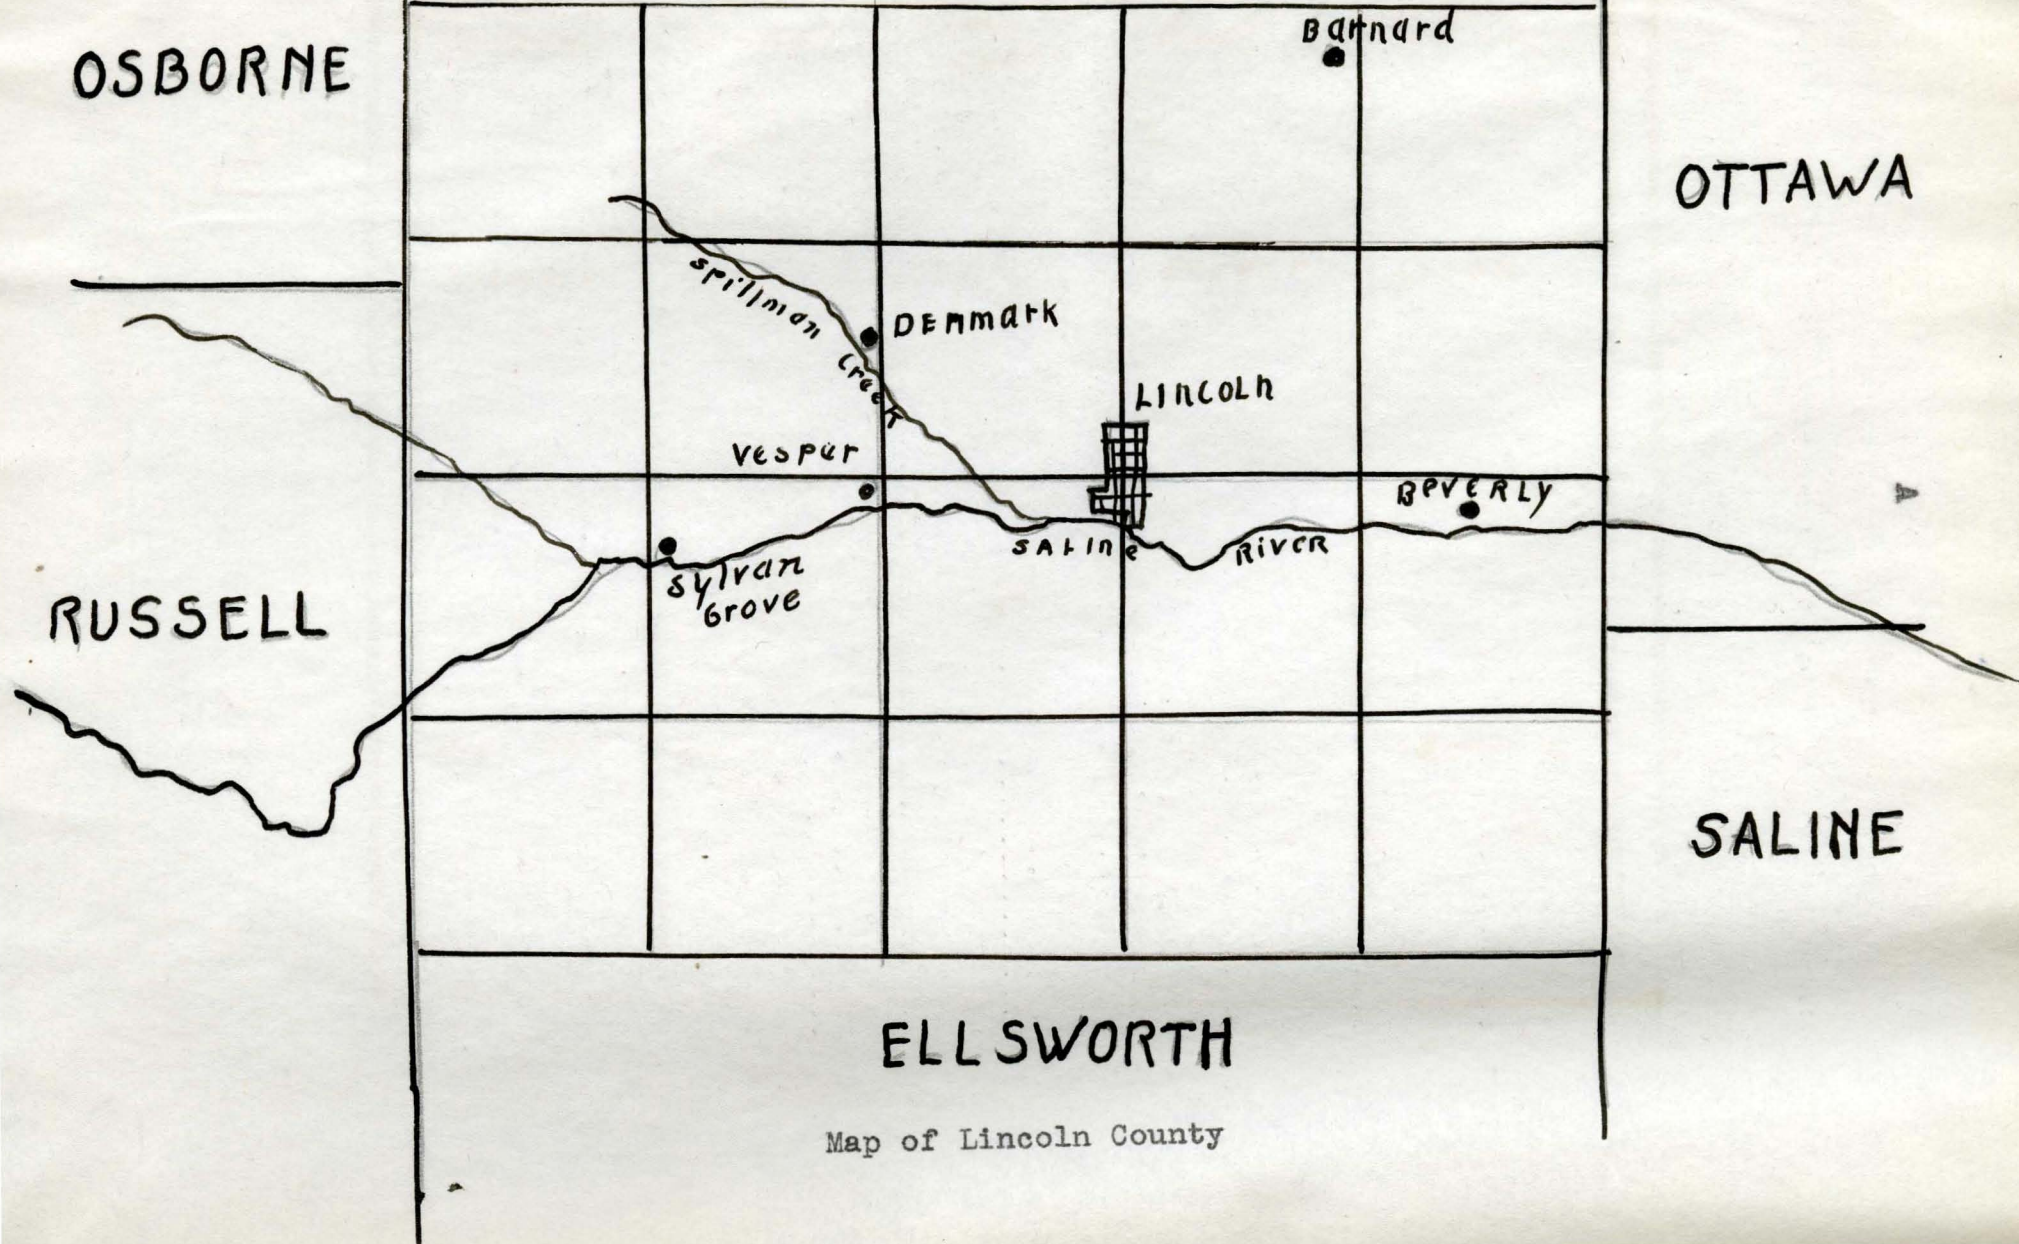 Barnard
OSBORNE
OTTAWA
Spillman Creek
DENmark
LINCOLN
Vesper
BEVERLY
SALINE RIVER
Sylvan
Grove
RUSSELL
SALINE
ELLSWORTH
Map of Lincoln County
A